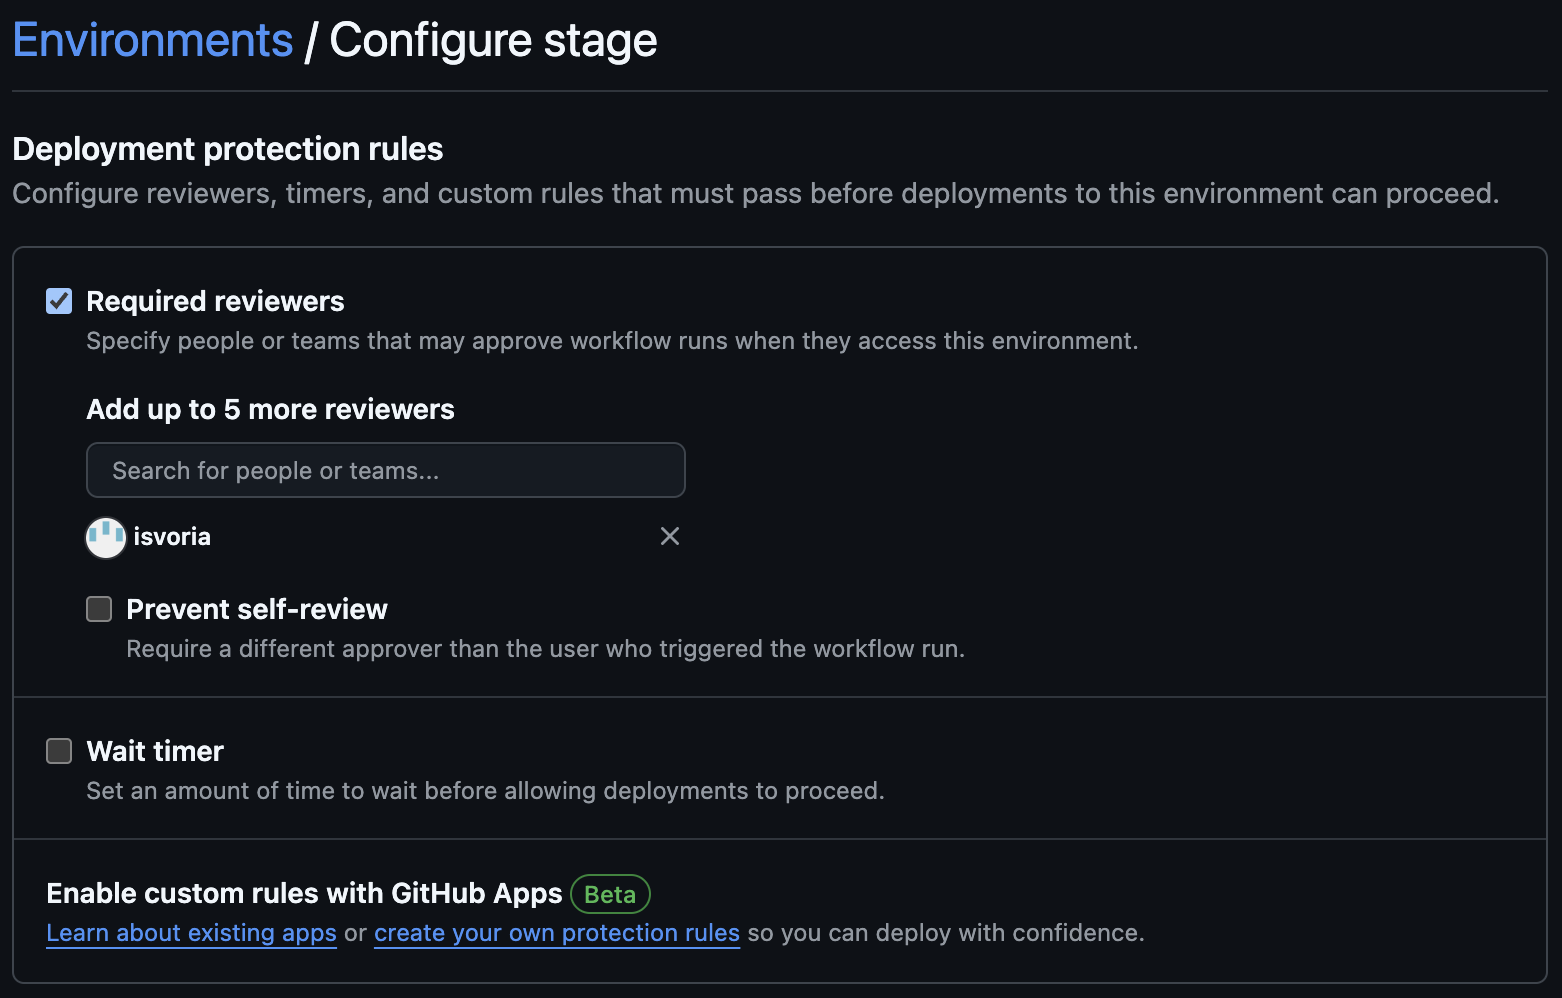 Environments / Configure stage
Deployment protection rules
Configure reviewers, timers, and custom rules that must pass before deployments to this environment can proceed.
Required reviewers
Specify people or teams that may approve workflow runs when they access this environment.
Add up to 5 more reviewers
Search for people or teams...
isvoria
Prevent self-review
Require a different approver than the user who triggered the workflow run.
Wait timer
Set an amount of time to wait before allowing deployments to proceed.
Enable custom rules with GitHub Apps Beta
Learn about existing apps or create your own protection rules so you can deploy with confidence.